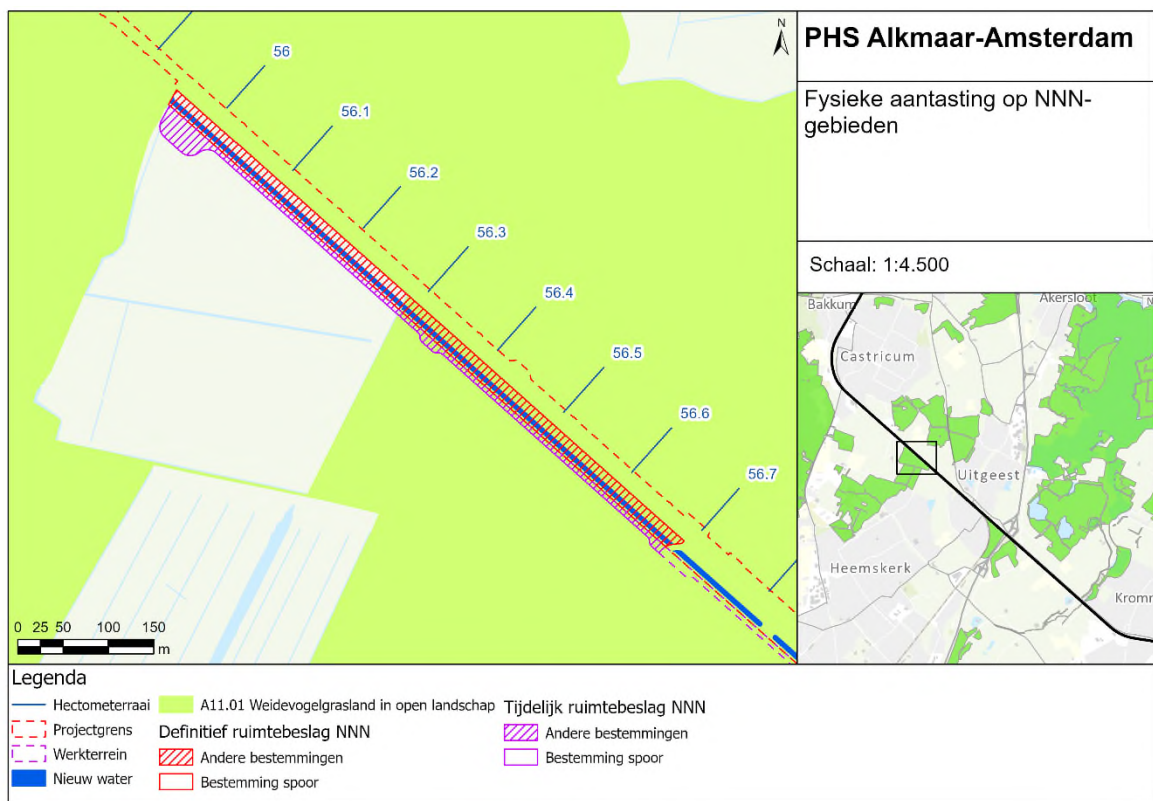 PHS Alkmaar-Amsterdam
Fysieke aantasting op NNN-
gebieden
Schaal: 1:4.500
N
56
56.1
56.2
56.3
56.4
56.5
56.6
56.7
0 25 50 100 150
m
Bakkum
Akersloot
N
Castricum
Uitgeest
Heemskerk
Kromm
Legenda
Hectometerraai
Projectgrens
Werkterrein
Nieuw water
A11.01 Weidevogelgrasland in open landschap
Definitief ruimtebeslag NNN
Andere bestemmingen
Bestemming spoor
Tijdelijk ruimtebeslag NNN
Andere bestemmingen
Bestemming spoor